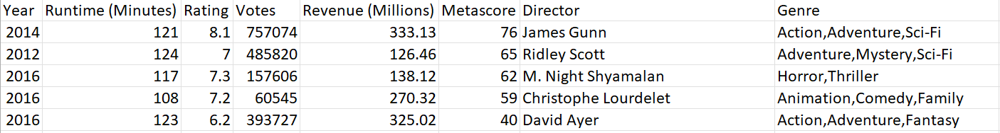 Year Runtime (Minutes) Rating Votes Revenue (Millions) Metascore Director Genre
2014 121 8.1 757074 333.13 76 James Gunn Action,Adventure,Sci-Fi
2012 124 7 485820 126.46 65 Ridley Scott Adventure,Mystery,Sci-Fi
2016 117 7.3 157606 138.12 62 M. Night Shyamalan Horror,Thriller
2016 108 7.2 60545 270.32 59 Christophe Lourdelet Animation,Comedy,Family
2016 123 6.2 393727 325.02 40 David Ayer Action,Adventure,Fantasy